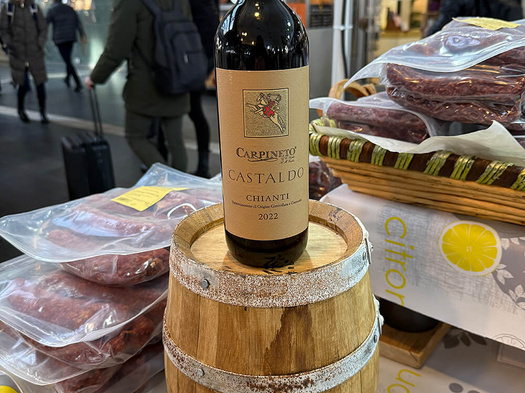 CARPINETO
CASTALDO
CHIANTI
2022
citron